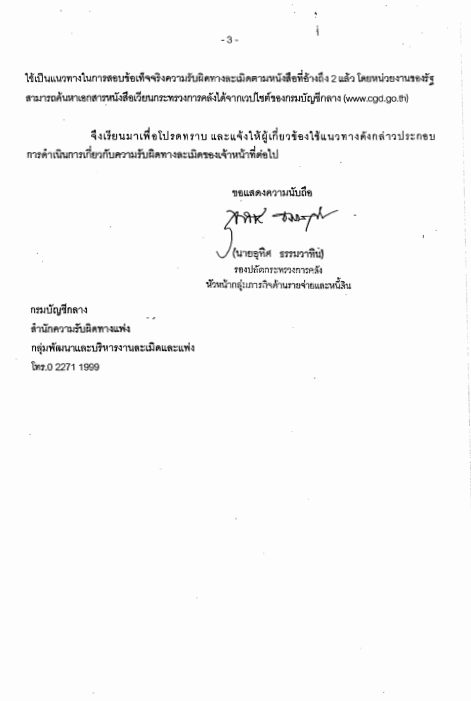 - 3 -
ใช้เป็นแนวทางในการสอบข้อเท็จจริงความรับผิดทางละเมิดตามหนังสือที่อ้างถึง 2 แล้ว โดยหน่วยงานของรัฐ
สามารถค้นหาเอกสารหนังสือเวียนกระทรวงการคลังได้จากเวปไซต์ของกรมบัญชีกลาง (www.cgd.go.th)
จึงเรียนมาเพื่อโปรดทราบ และแจ้งให้ผู้เกี่ยวข้องใช้แนวทางดังกล่าวประกอบ
การดำเนินการเกี่ยวกับความรับผิดทางละเมิดของเจ้าหน้าที่ต่อไป
ขอแสดงความนับถือ
(นายอุทิศ ธรรมวาทิน)
รองปลัดกระทรวงการคลัง
หัวหน้ากลุ่มภารกิจด้านรายจ่ายและหนี้สิน
กรมบัญชีกลาง
สำนักความรับผิดทางแพ่ง
กลุ่มพัฒนาและบริหารงานละเมิดและแพ่ง
โทร.0 2271 1999